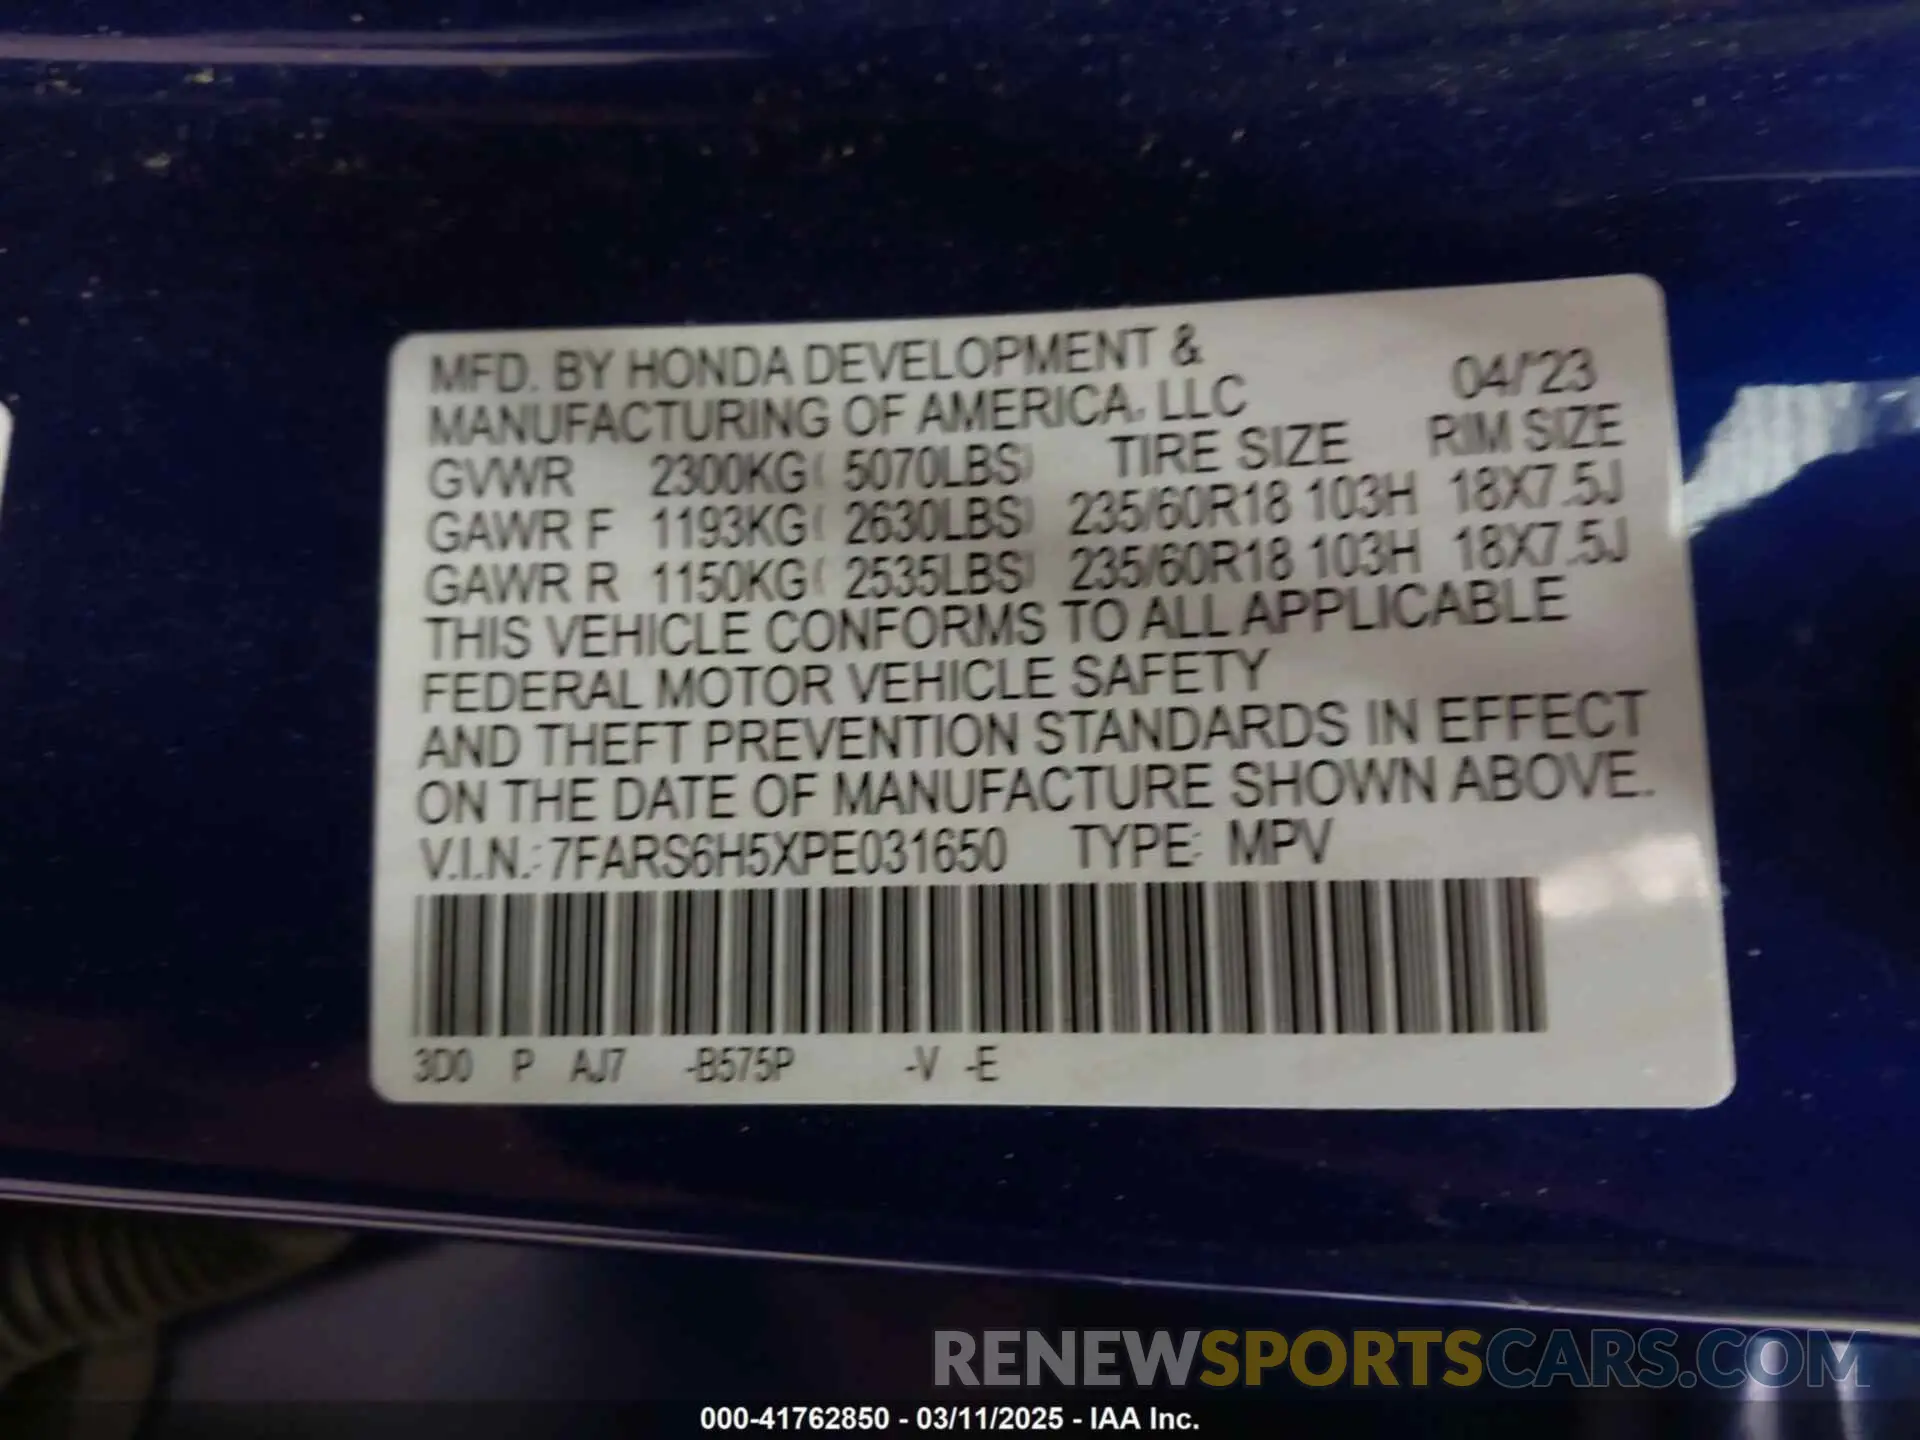 MFD. BY HONDA DEVELOPMENT &
MANUFACTURING OF AMERICA, LLC 04/'23
GVWR 2300KG( 5070LBS) TIRE SIZE RIM SIZE
GAWR F 1193KG( 2630LBS) 235/60R18 103H 18X7.5J
GAWR R 1150KG( 2535LBS) 235/60R18 103H 18X7.5J
THIS VEHICLE CONFORMS TO ALL APPLICABLE
FEDERAL MOTOR VEHICLE SAFETY
AND THEFT PREVENTION STANDARDS IN EFFECT
ON THE DATE OF MANUFACTURE SHOWN ABOVE.
V.I.N.: 7FARS6H5XPE031650 TYPE: MPV
3D0 P AJ7 -B575P -V -E
RENEWSPORTSCARS.COM
000-41762850 - 03/11/2025 - IAA Inc.